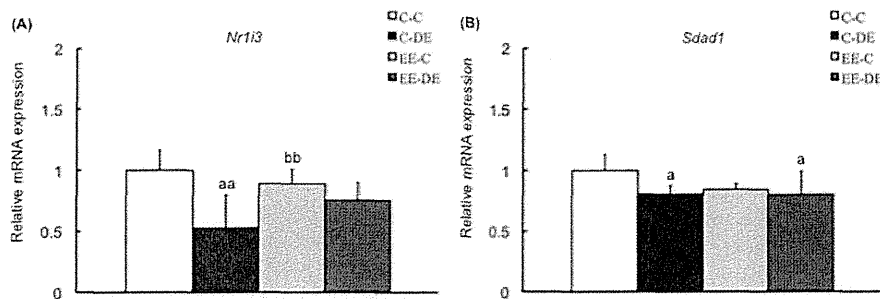 (A)
Nr1i3
C-C
C-DE
EE-C
EE-DE
Relative mRNA expression
2
1.5
1
0.5
0
aa
bb
(B)
Sdad1
C-C
C-DE
EE-C
EE-DE
Relative mRNA expression
2
1.5
1
0.5
0
a
a